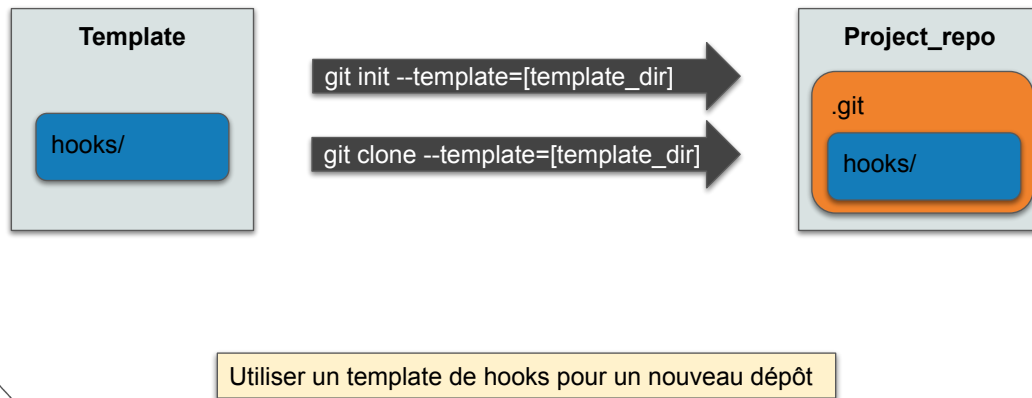 Template
hooks/
git init --template=[template_dir]
git clone --template=[template_dir]
Project_repo
.git
hooks/
Utiliser un template de hooks pour un nouveau dépôt